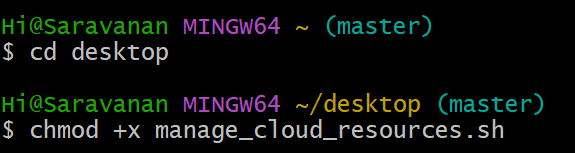 Hi@Saravanan MINGW64 ~ (master)
$ cd desktop
Hi@Saravanan MINGW64 ~/desktop (master)
$ chmod +x manage_cloud_resources.sh